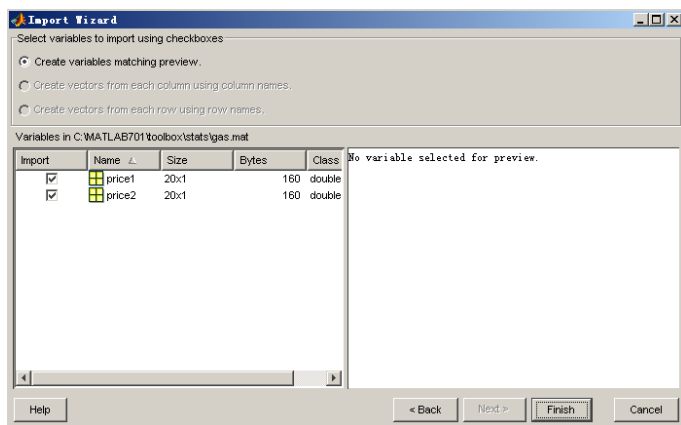 Import Wizard
Select variables to import using checkboxes
Create variables matching preview.
Create vectors from each column using column names.
Create vectors from each row using row names.
Variables in C:\MATLAB701\toolbox\stats\gas.mat
Import Name Size Bytes Class
price1 20x1 160 double
price2 20x1 160 double
No variable selected for preview.
Help < Back Next > Finish Cancel